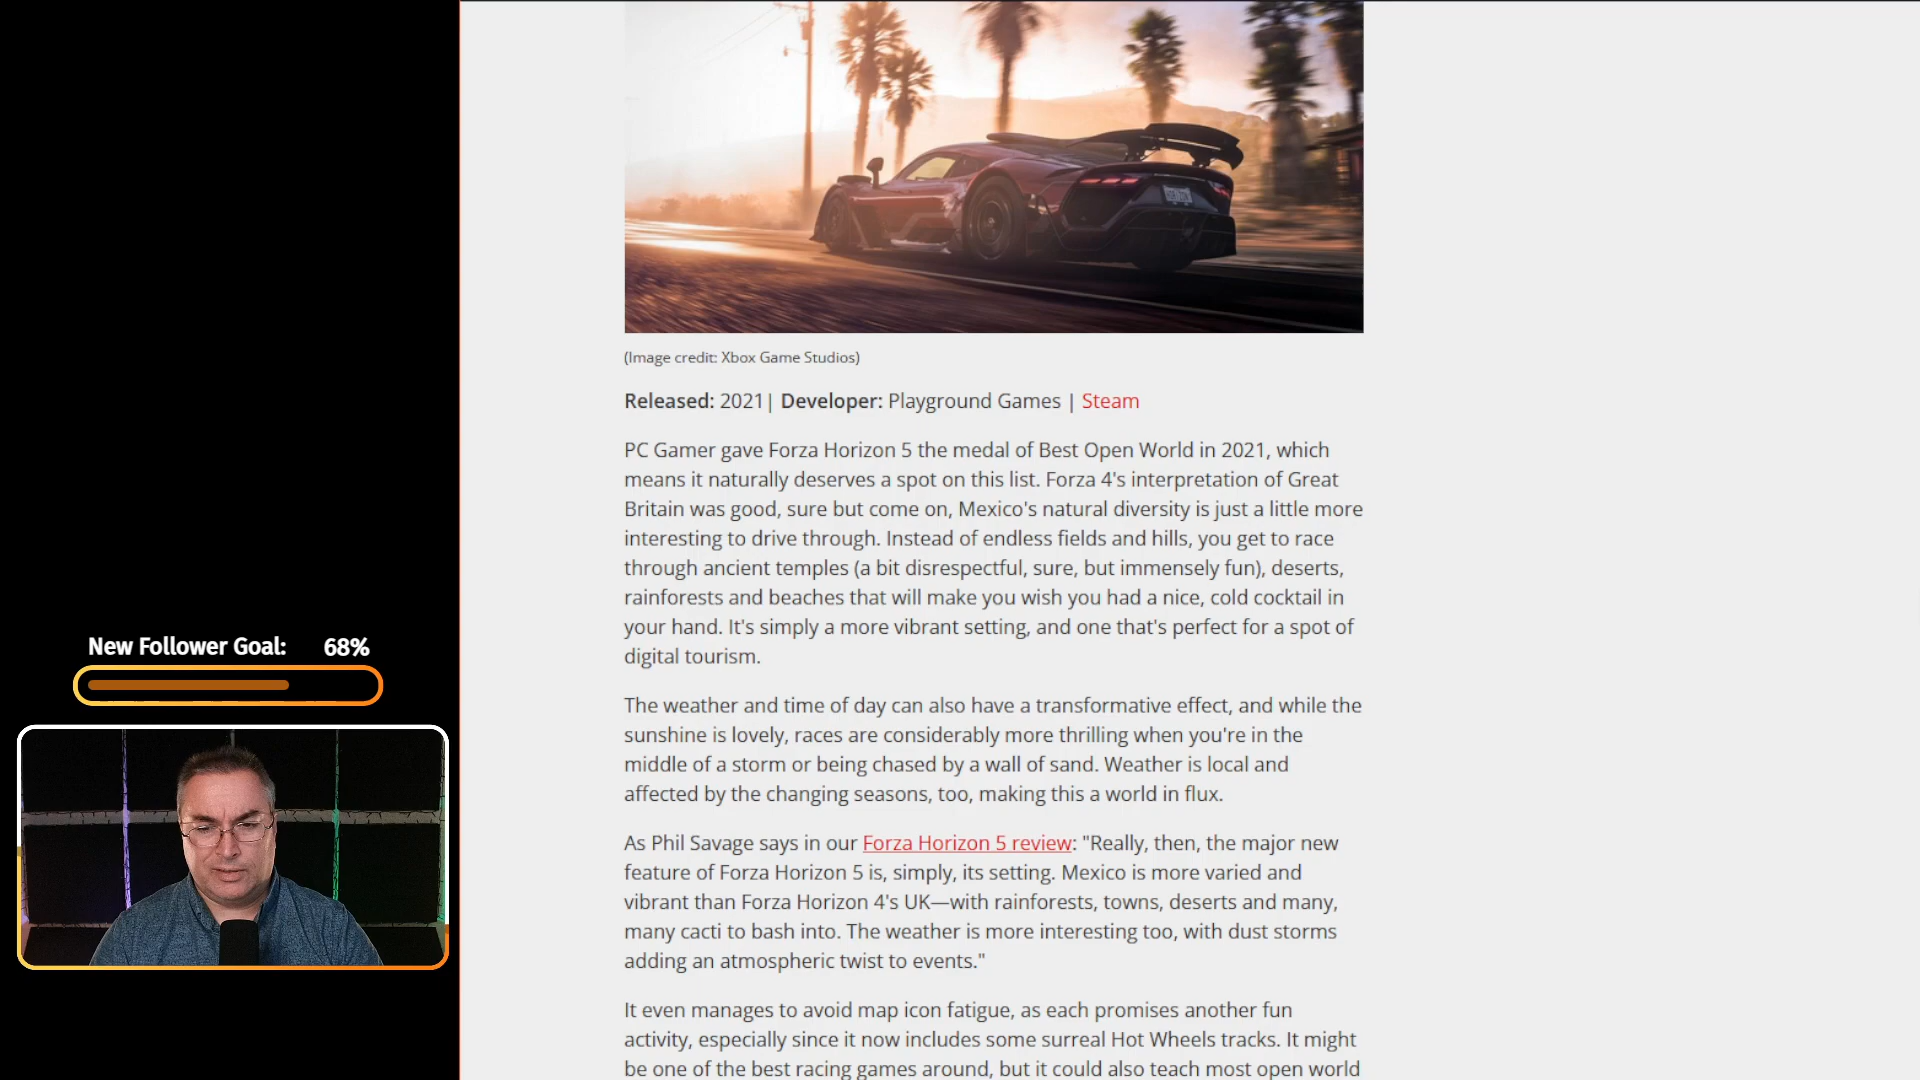 (Image credit: Xbox Game Studios)
Released: 2021| Developer: Playground Games | Steam
PC Gamer gave Forza Horizon 5 the medal of Best Open World in 2021, which
means it naturally deserves a spot on this list. Forza 4's interpretation of Great
Britain was good, sure but come on, Mexico's natural diversity is just a little more
interesting to drive through. Instead of endless fields and hills, you get to race
through ancient temples (a bit disrespectful, sure, but immensely fun), deserts,
rainforests and beaches that will make you wish you had a nice, cold cocktail in
your hand. It's simply a more vibrant setting, and one that's perfect for a spot of
digital tourism.
The weather and time of day can also have a transformative effect, and while the
sunshine is lovely, races are considerably more thrilling when you're in the
middle of a storm or being chased by a wall of sand. Weather is local and
affected by the changing seasons, too, making this a world in flux.
As Phil Savage says in our Forza Horizon 5 review: "Really, then, the major new
feature of Forza Horizon 5 is, simply, its setting. Mexico is more varied and
vibrant than Forza Horizon 4's UK—with rainforests, towns, deserts and many,
many cacti to bash into. The weather is more interesting too, with dust storms
adding an atmospheric twist to events."
It even manages to avoid map icon fatigue, as each promises another fun
activity, especially since it now includes some surreal Hot Wheels tracks. It might
be one of the best racing games around, but it could also teach most open world
New Follower Goal: 68%